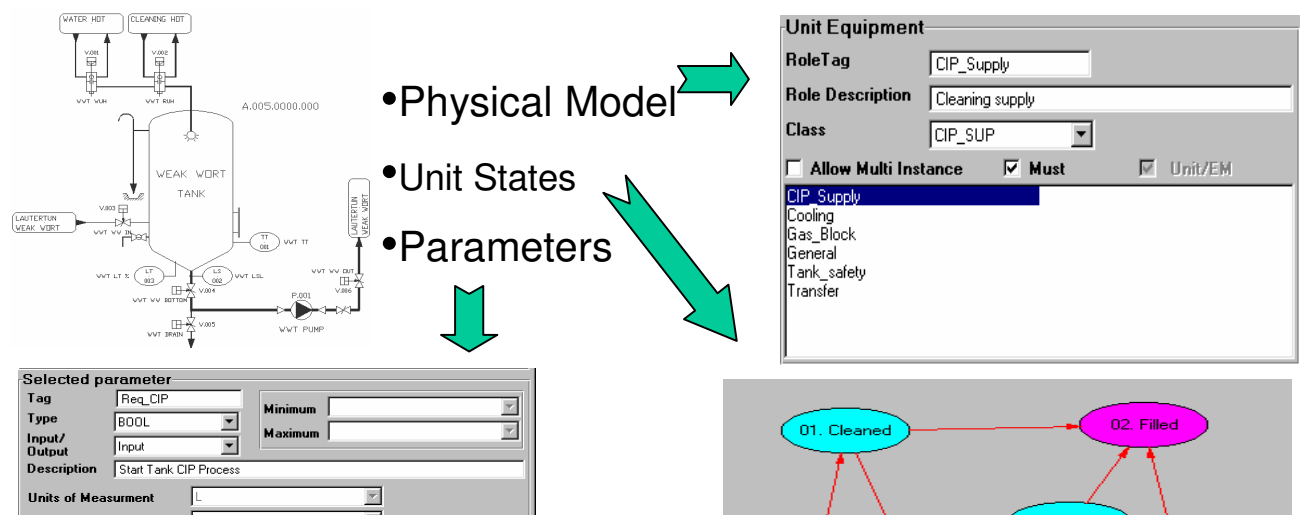 WATER HOT
CLEANING HOT
V.001
V.002
WWT WUH
WWT RUH
A.005.0000.000
WEAK WORT
TANK
V.003
LAUTERTUN
WEAK WORT
WWT WV IN
TT
001
WWT TT
LAUTERTUN
WEAK WORT
WWT LT %
LT
003
LS
002
WWT LSL
WWT WV OUT
V.006
V.004
WWT WV BOTTOM
P.001
WWT PUMP
V.005
WWT DRAIN
•Physical Model
•Unit States
•Parameters
Unit Equipment
RoleTag
CIP_Supply
Role Description
Cleaning supply
Class
CIP_SUP
Allow Multi Instance
Must
Unit/EM
CIP_Supply
Cooling
Gas_Block
General
Tank_safety
Transfer
Selected parameter
Tag
Req_CIP
Type
BOOL
Input/
Output
Input
Minimum
Maximum
Description
Start Tank CIP Process
Units of Measurment
L
01. Cleaned
02. Filled